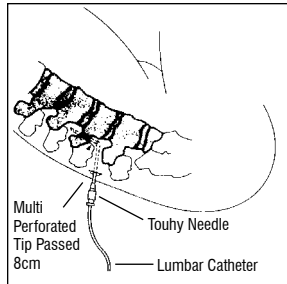 Multi
Perforated
Tip Passed
8cm
Touhy Needle
Lumbar Catheter